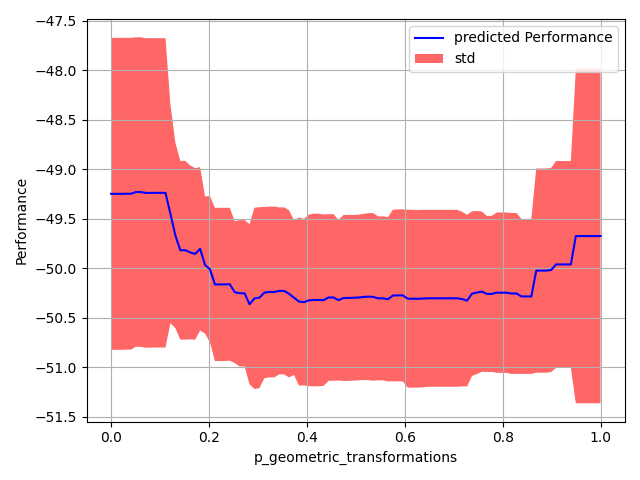 predicted Performance
std
−47.5
−48.0
−48.5
−49.0
−49.5
−50.0
−50.5
−51.0
−51.5
Performance
0.0 0.2 0.4 0.6 0.8 1.0
p_geometric_transformations